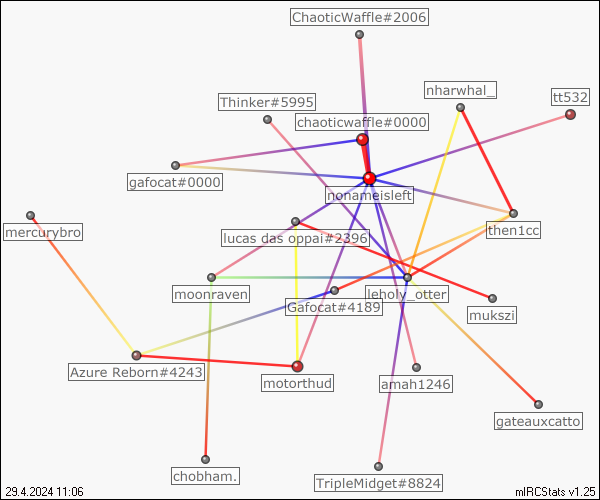 ChaoticWaffle#2006
nharwhal_
tt532
Thinker#5995
chaoticwaffle#0000
gafocat#0000
nonameisleft
mercurybro
lucas das oppai#2396
then1cc
moonraven
Gafocat#4189
leholy_otter
mukszi
Azure Reborn#4243
motorthud
amah1246
gateauxcatto
chobham.
TripleMidget#8824
29.4.2024 11:06
mIRCStats v1.25